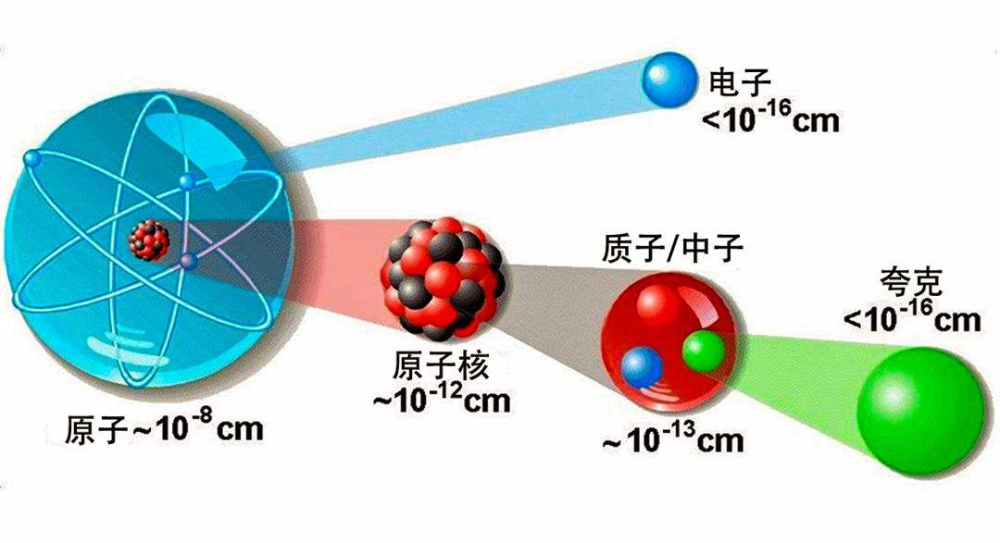 电子
<10⁻¹⁶cm
质子/中子
夸克
<10⁻¹⁶cm
原子核
~10⁻¹²cm
原子~10⁻⁸cm
~10⁻¹³cm